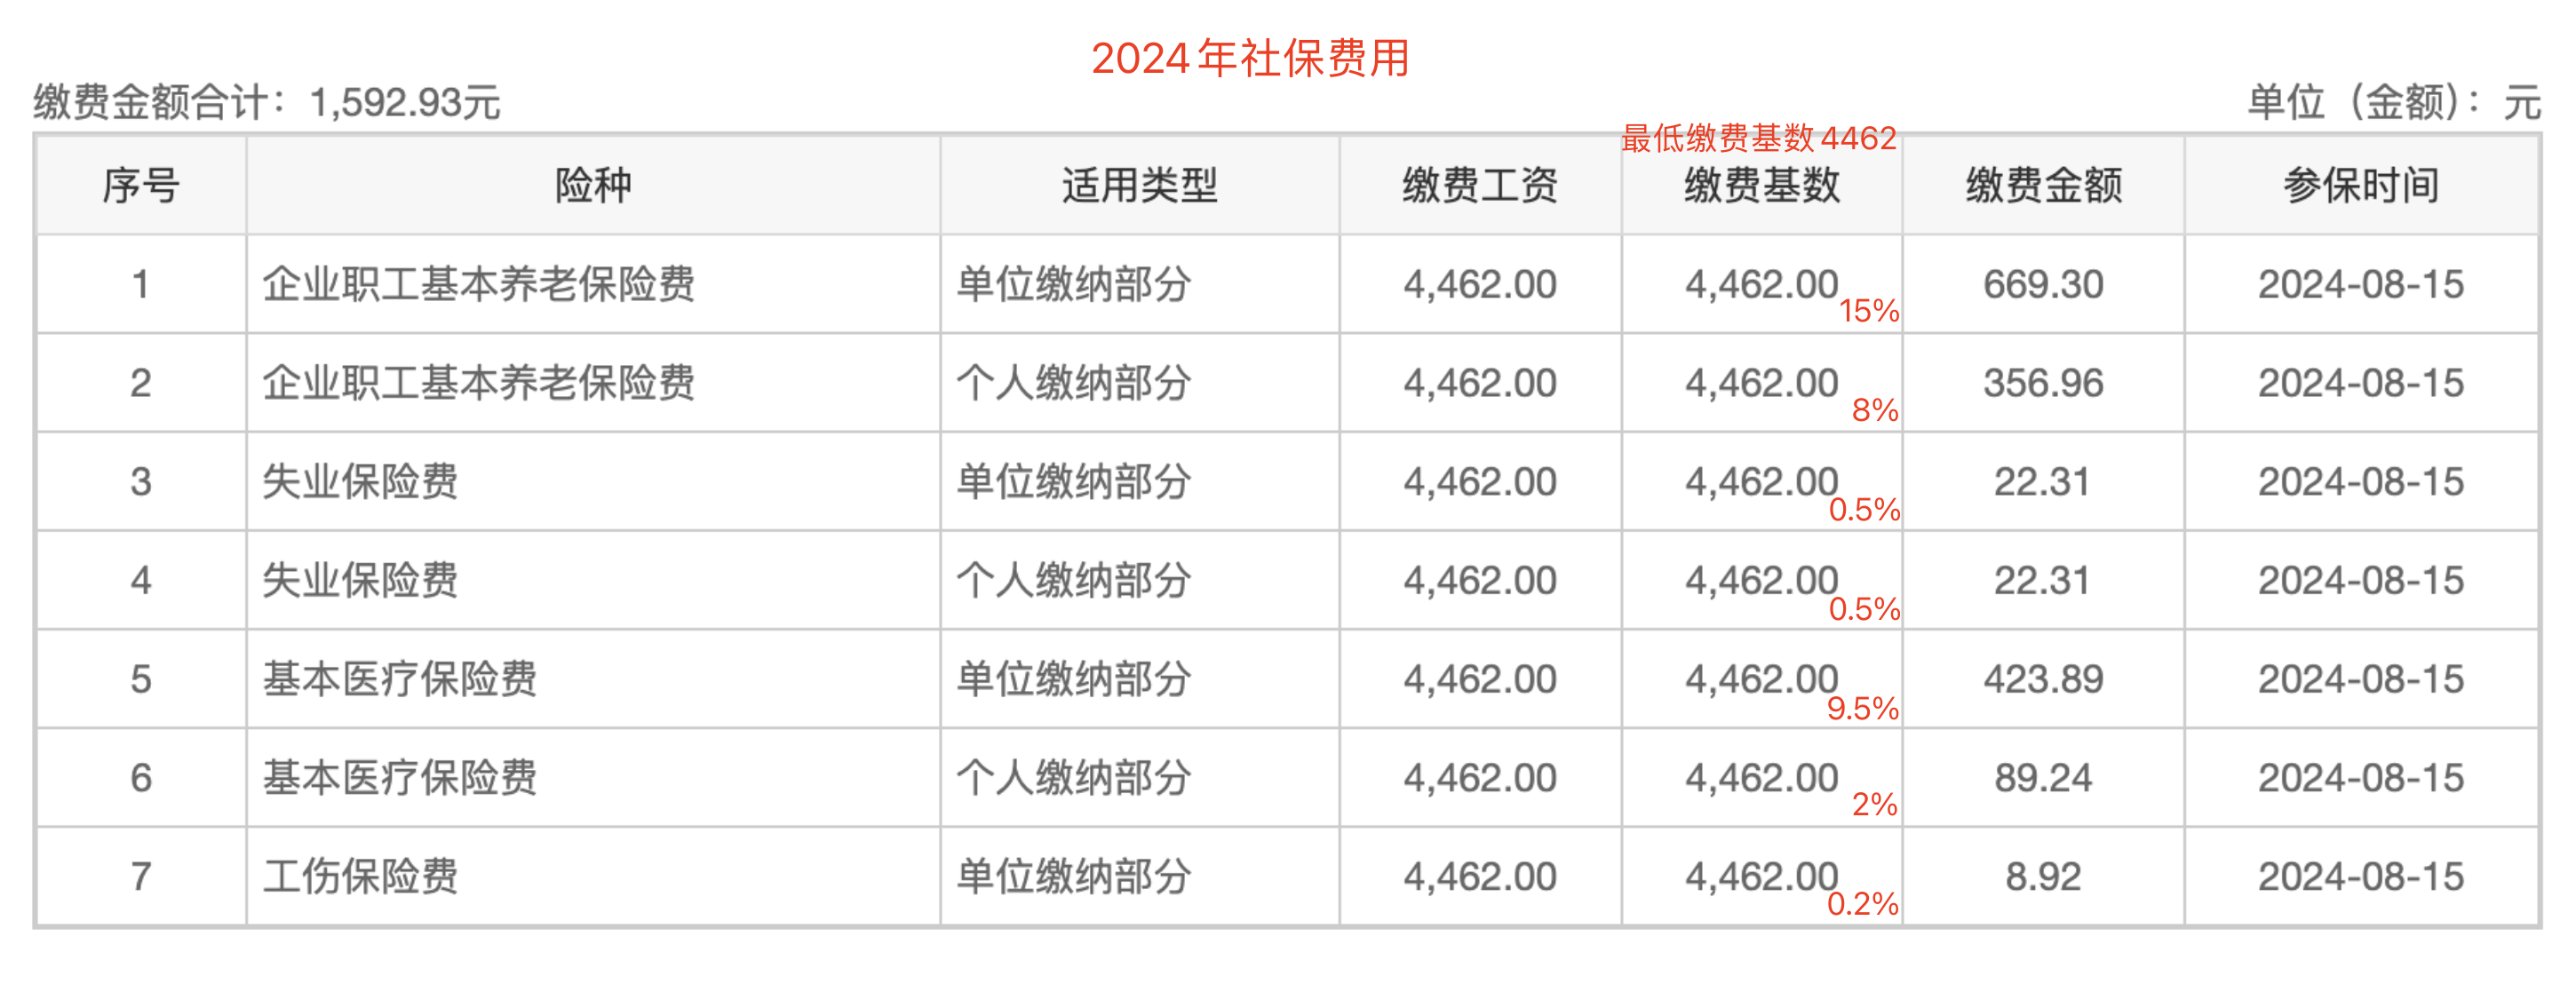 2024年社保费用
缴费金额合计：1,592.93元 单位（金额）：元
最低缴费基数4462
序号 险种 适用类型 缴费工资 缴费基数 缴费金额 参保时间
1 企业职工基本养老保险费 单位缴纳部分 4,462.00 4,462.00 15% 669.30 2024-08-15
2 企业职工基本养老保险费 个人缴纳部分 4,462.00 4,462.00 8% 356.96 2024-08-15
3 失业保险费 单位缴纳部分 4,462.00 4,462.00 0.5% 22.31 2024-08-15
4 失业保险费 个人缴纳部分 4,462.00 4,462.00 0.5% 22.31 2024-08-15
5 基本医疗保险费 单位缴纳部分 4,462.00 4,462.00 9.5% 423.89 2024-08-15
6 基本医疗保险费 个人缴纳部分 4,462.00 4,462.00 2% 89.24 2024-08-15
7 工伤保险费 单位缴纳部分 4,462.00 4,462.00 0.2% 8.92 2024-08-15